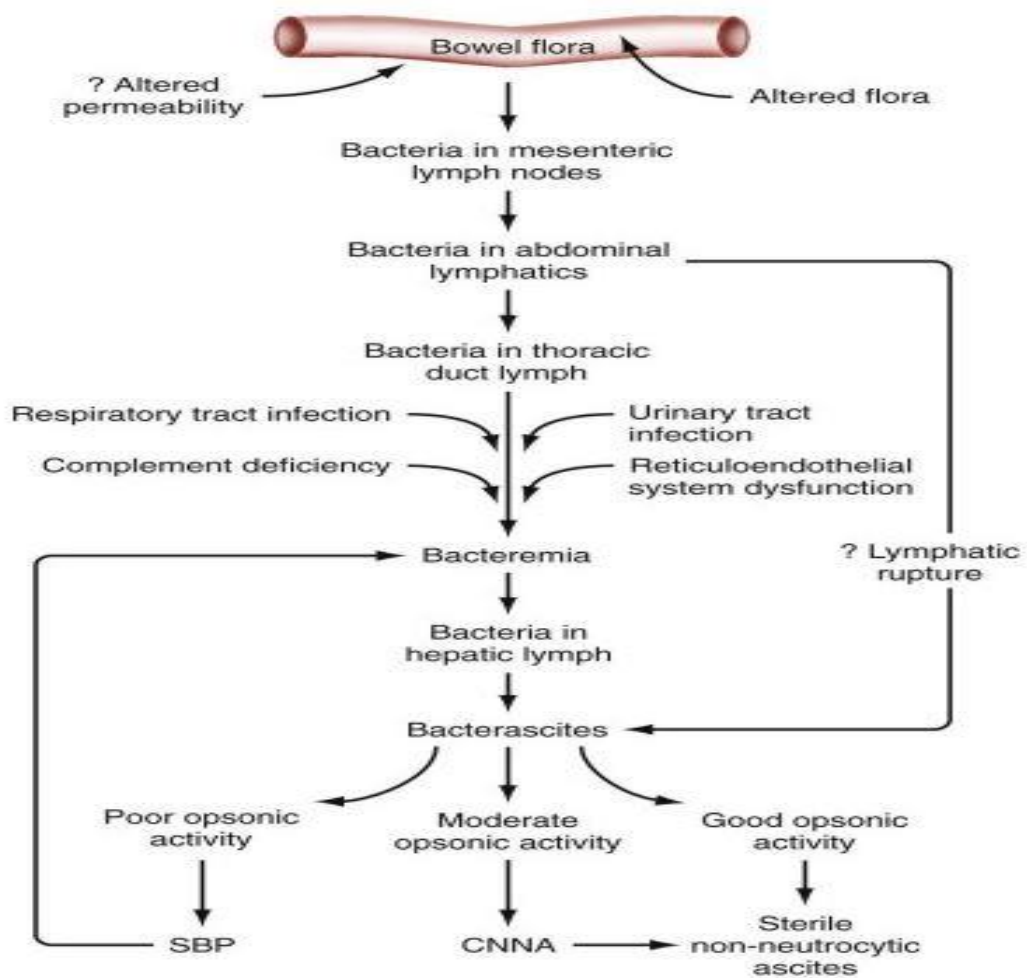 Bowel flora
? Altered
permeability
Altered flora
Bacteria in mesenteric
lymph nodes
Bacteria in abdominal
lymphatics
Bacteria in thoracic
duct lymph
Respiratory tract infection
Urinary tract
infection
Complement deficiency
Reticuloendothelial
system dysfunction
Bacteremia
? Lymphatic
rupture
Bacteria in
hepatic lymph
Bacterascites
Poor opsonic
activity
Moderate
opsonic activity
Good opsonic
activity
SBP
CNNA
Sterile
non-neutrocytic
ascites